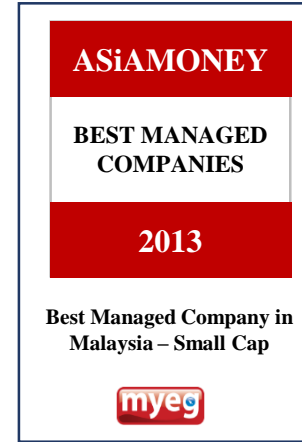 ASiAMONEY
BEST MANAGED
COMPANIES
2013
Best Managed Company in
Malaysia – Small Cap
myeg